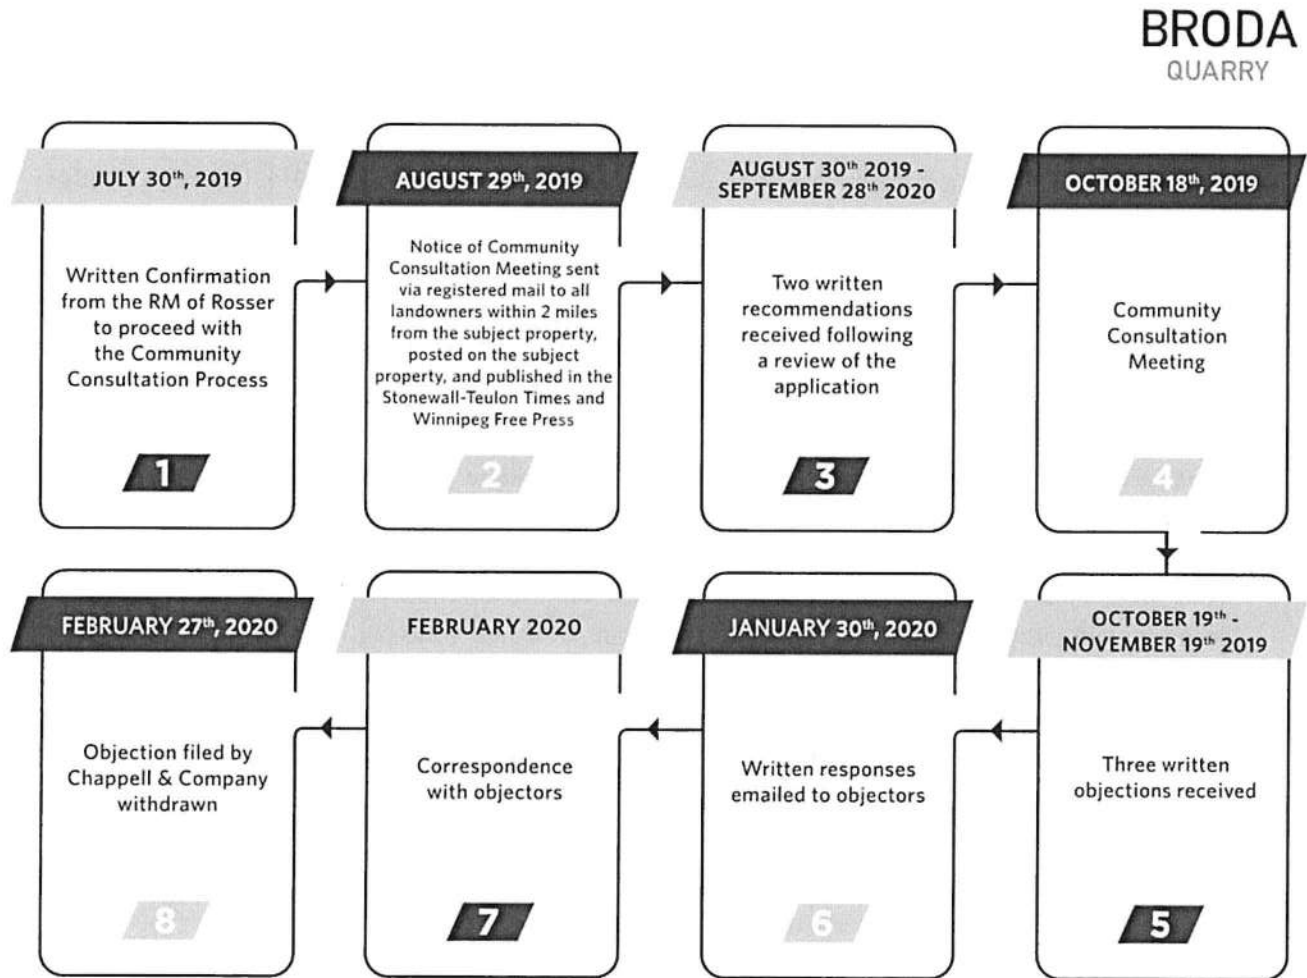 BRODA
QUARRY
JULY 30th, 2019
Written Confirmation
from the RM of Rosser
to proceed with
the Community
Consultation Process
1
AUGUST 29th, 2019
Notice of Community
Consultation Meeting sent
via registered mail to all
landowners within 2 miles
from the subject property,
posted on the subject
property, and published in the
Stonewall-Teulon Times and
Winnipeg Free Press
2
AUGUST 30th 2019 -
SEPTEMBER 28th 2020
Two written
recommendations
received following
a review of the
application
3
OCTOBER 18th, 2019
Community
Consultation
Meeting
4
OCTOBER 19th -
NOVEMBER 19th 2019
Three written
objections received
5
JANUARY 30th, 2020
Written responses
emailed to objectors
6
FEBRUARY 2020
Correspondence
with objectors
7
FEBRUARY 27th, 2020
Objection filed by
Chappell & Company
withdrawn
8